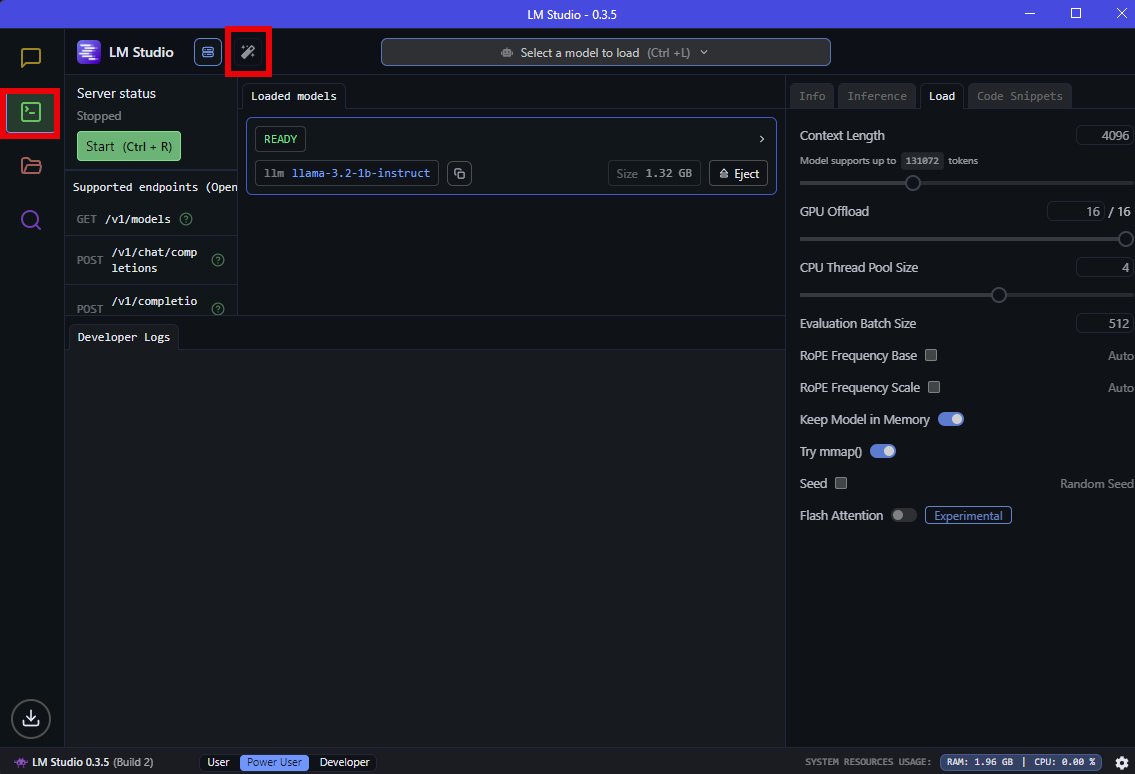 LM Studio - 0.3.5
LM Studio
Select a model to load (Ctrl +L)
Server status
Stopped
Start (Ctrl + R)
Supported endpoints (Open
GET /v1/models
POST /v1/chat/comp
letions
POST /v1/completio
Loaded models
READY
llm llama-3.2-1b-instruct
Size 1.32 GB
Eject
Developer Logs
Info Inference Load Code Snippets
Context Length 4096
Model supports up to 131072 tokens
GPU Offload 16 / 16
CPU Thread Pool Size 4
Evaluation Batch Size 512
RoPE Frequency Base Auto
RoPE Frequency Scale Auto
Keep Model in Memory
Try mmap()
Seed Random Seed
Flash Attention Experimental
LM Studio 0.3.5 (Build 2) User Power User Developer SYSTEM RESOURCES USAGE: RAM: 1.96 GB | CPU: 0.00 %